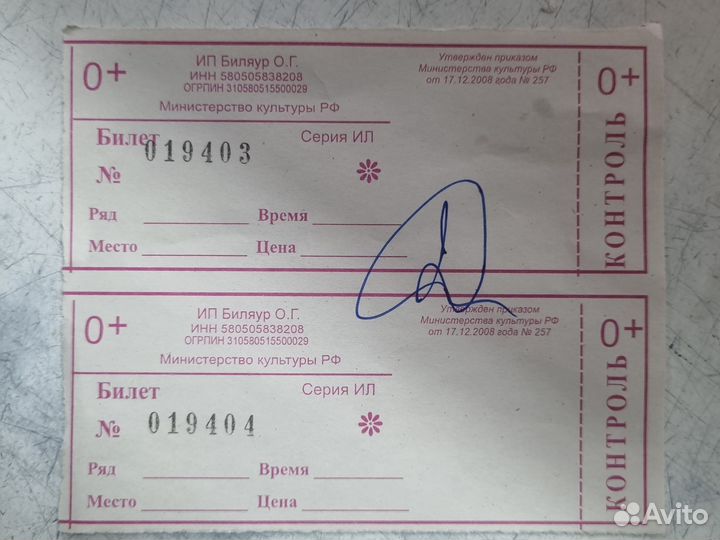 0+
ИП Биляур О.Г.
ИНН 580505838208
ОГРПИН 310580515500029
Министерство культуры РФ
Утвержден приказом
Министерства культуры РФ
от 17.12.2008 года № 257
Билет
Серия ИЛ
№ 019403
Ряд Время
Место Цена
0+
КОНТРОЛЬ
0+
ИП Биляур О.Г.
ИНН 580505838208
ОГРПИН 310580515500029
Министерство культуры РФ
Утвержден приказом
Министерства культуры РФ
от 17.12.2008 года № 257
Билет
Серия ИЛ
№ 019404
Ряд Время
Место Цена
0+
КОНТРОЛЬ
Avito